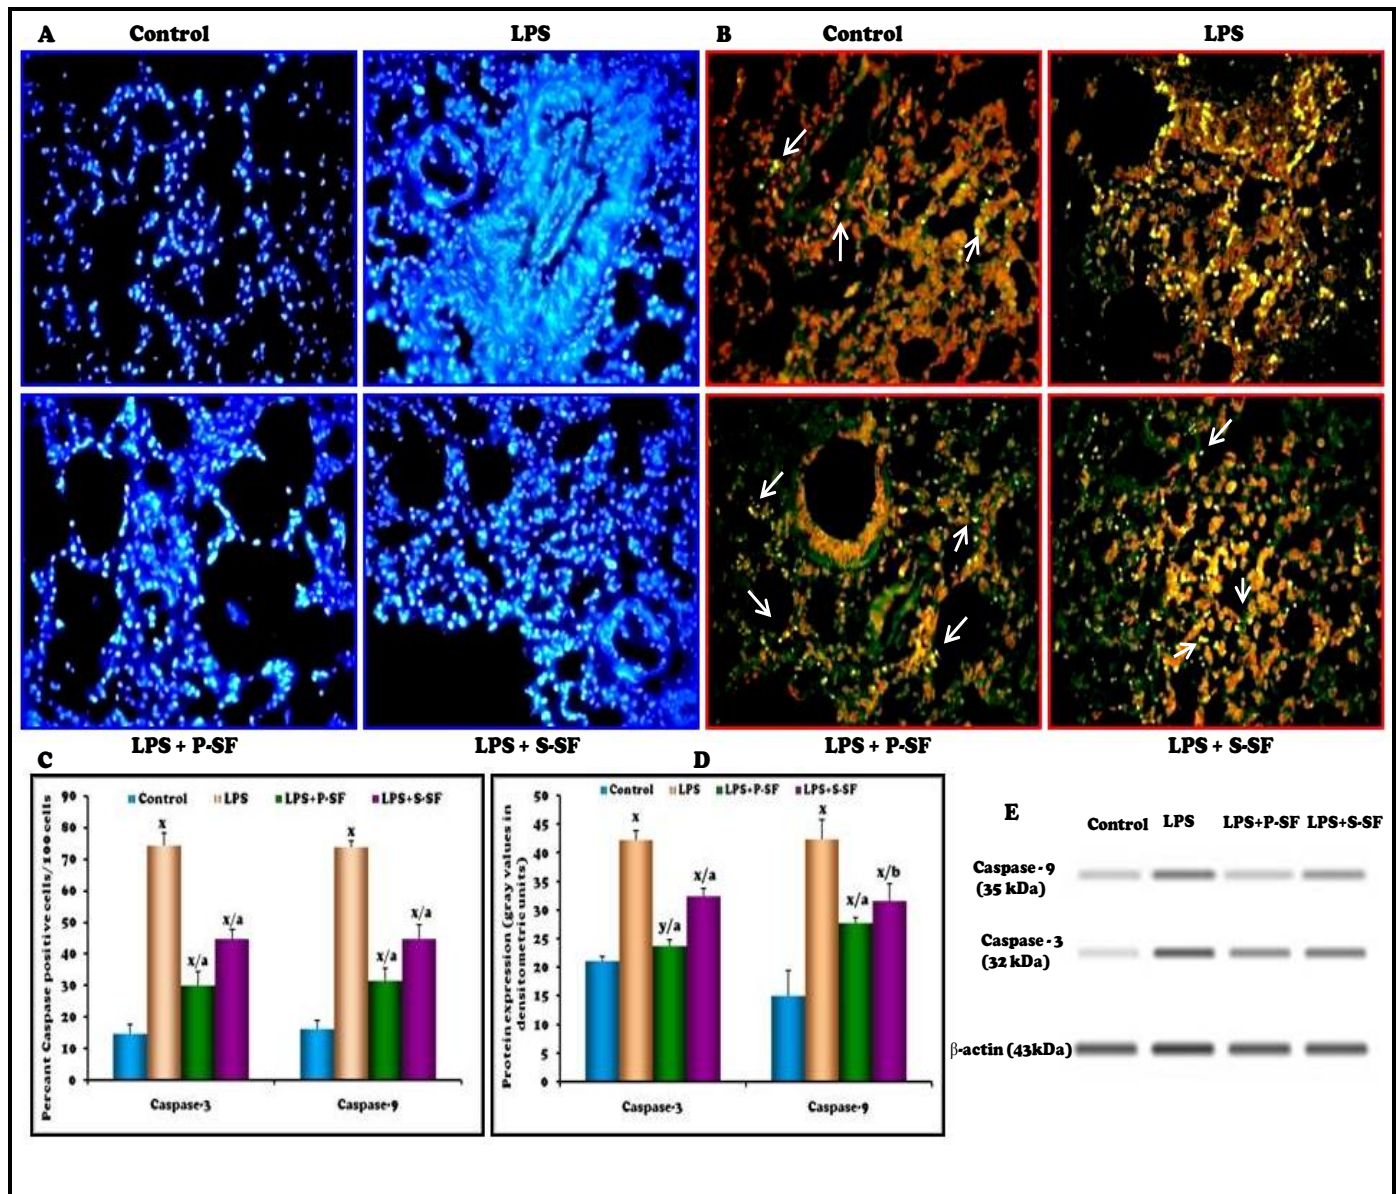 A Control LPS B Control LPS
LPS + P-SF LPS + S-SF LPS + P-SF LPS + S-SF
C
Percent Caspase positive cells/100 cells
90
80
70
60
50
40
30
20
10
0
Control LPS LPS+P-SF LPS+S-SF
x x/a x/a
x x/a x/a
Caspase-3 Caspase-9
D
Protein expression (gray values in
densitometric units)
50
45
40
35
30
25
20
15
10
5
0
Control LPS LPS+P-SF LPS+S-SF
x y/a x/a
x x/a x/b
Caspase-3 Caspase-9
E
Control LPS LPS+P-SF LPS+S-SF
Caspase-9
(35 kDa)
Caspase-3
(32 kDa)
β-actin (43kDa)